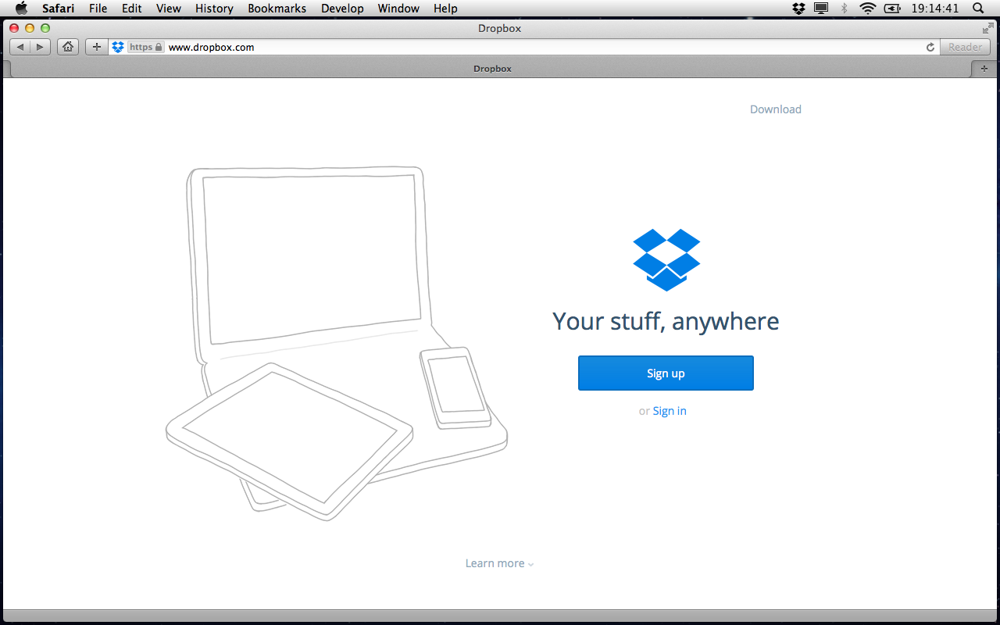 Safari File Edit View History Bookmarks Develop Window Help 19:14:41
Dropbox
https www.dropbox.com Reader
Dropbox
Download
Your stuff, anywhere
Sign up
or Sign in
Learn more